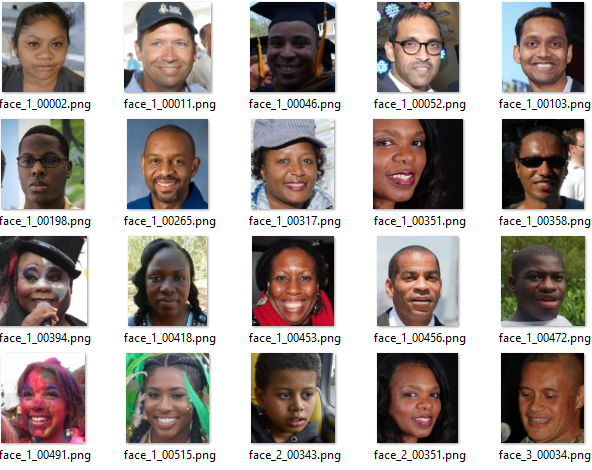 face_1_00002.png face_1_00011.png face_1_00046.png face_1_00052.png face_1_00103.png
face_1_00198.png face_1_00265.png face_1_00317.png face_1_00351.png face_1_00358.png
face_1_00394.png face_1_00418.png face_1_00453.png face_1_00456.png face_1_00472.png
face_1_00491.png face_1_00515.png face_2_00343.png face_2_00351.png face_3_00034.png